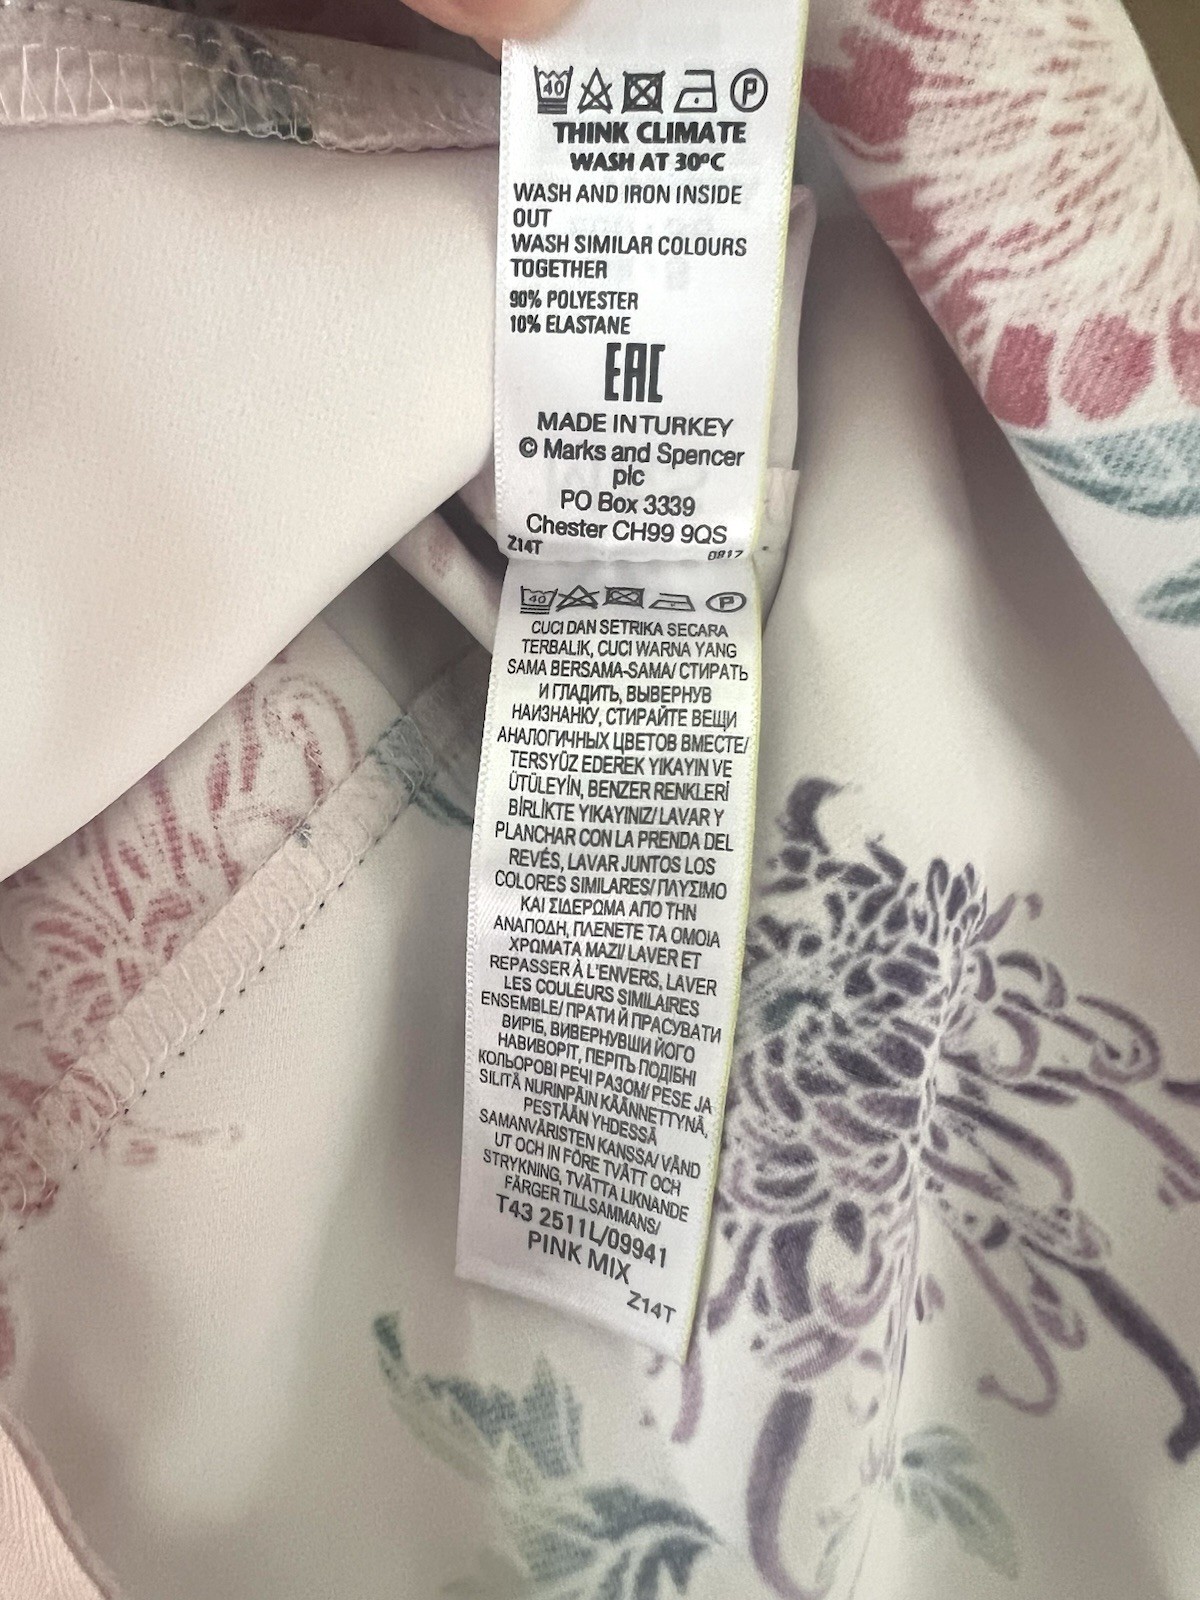 40 P
THINK CLIMATE
WASH AT 30°C
WASH AND IRON INSIDE
OUT
WASH SIMILAR COLOURS
TOGETHER
90% POLYESTER
10% ELASTANE
EAC
MADE IN TURKEY
© Marks and Spencer
plc
PO Box 3339
Chester CH99 9QS
Z14T 0817
40 P
CUCI DAN SETRIKA SECARA
TERBALIK, CUCI WARNA YANG
SAMA BERSAMA-SAMA/ СТИРАТЬ
И ГЛАДИТЬ, ВЫВЕРНУВ
НАИЗНАНКУ, СТИРАЙТЕ ВЕЩИ
АНАЛОГИЧНЫХ ЦВЕТОВ ВМЕСТЕ/
TERSYÜZ EDEREK YIKAYIN VE
ÜTÜLEYİN, BENZER RENKLERİ
BİRLİKTE YIKAYINIZ/ LAVAR Y
PLANCHAR CON LA PRENDA DEL
REVÉS, LAVAR JUNTOS LOS
COLORES SIMILARES/ ΠΛΥΣΙΜΟ
ΚΑΙ ΣΙΔΕΡΩΜΑ ΑΠΟ ΤΗΝ
ΑΝΑΠΟΔΗ, ΠΛΕΝΕΤΕ ΤΑ ΟΜΟΙΑ
ΧΡΩΜΑΤΑ ΜΑΖΙ/ LAVER ET
REPASSER À L'ENVERS, LAVER
LES COULEURS SIMILAIRES
ENSEMBLE/ ПРАТИ Й ПРАСУВАТИ
ВИРІБ, ВИВЕРНУВШИ ЙОГО
НАВИВОРІТ, ПЕРІТЬ ПОДІБНІ
КОЛЬОРОВІ РЕЧІ РАЗОМ/ PESE JA
SILITÄ NURINPÄIN KÄÄNNETTYNÄ,
PESTÄÄN YHDESSÄ
SAMANVÄRISTEN KANSSA/ VÄND
UT OCH IN FÖRE TVÄTT OCH
STRYKNING, TVÄTTA LIKNANDE
FÄRGER TILLSAMMANS/
T43 2511L/09941
PINK MIX
Z14T